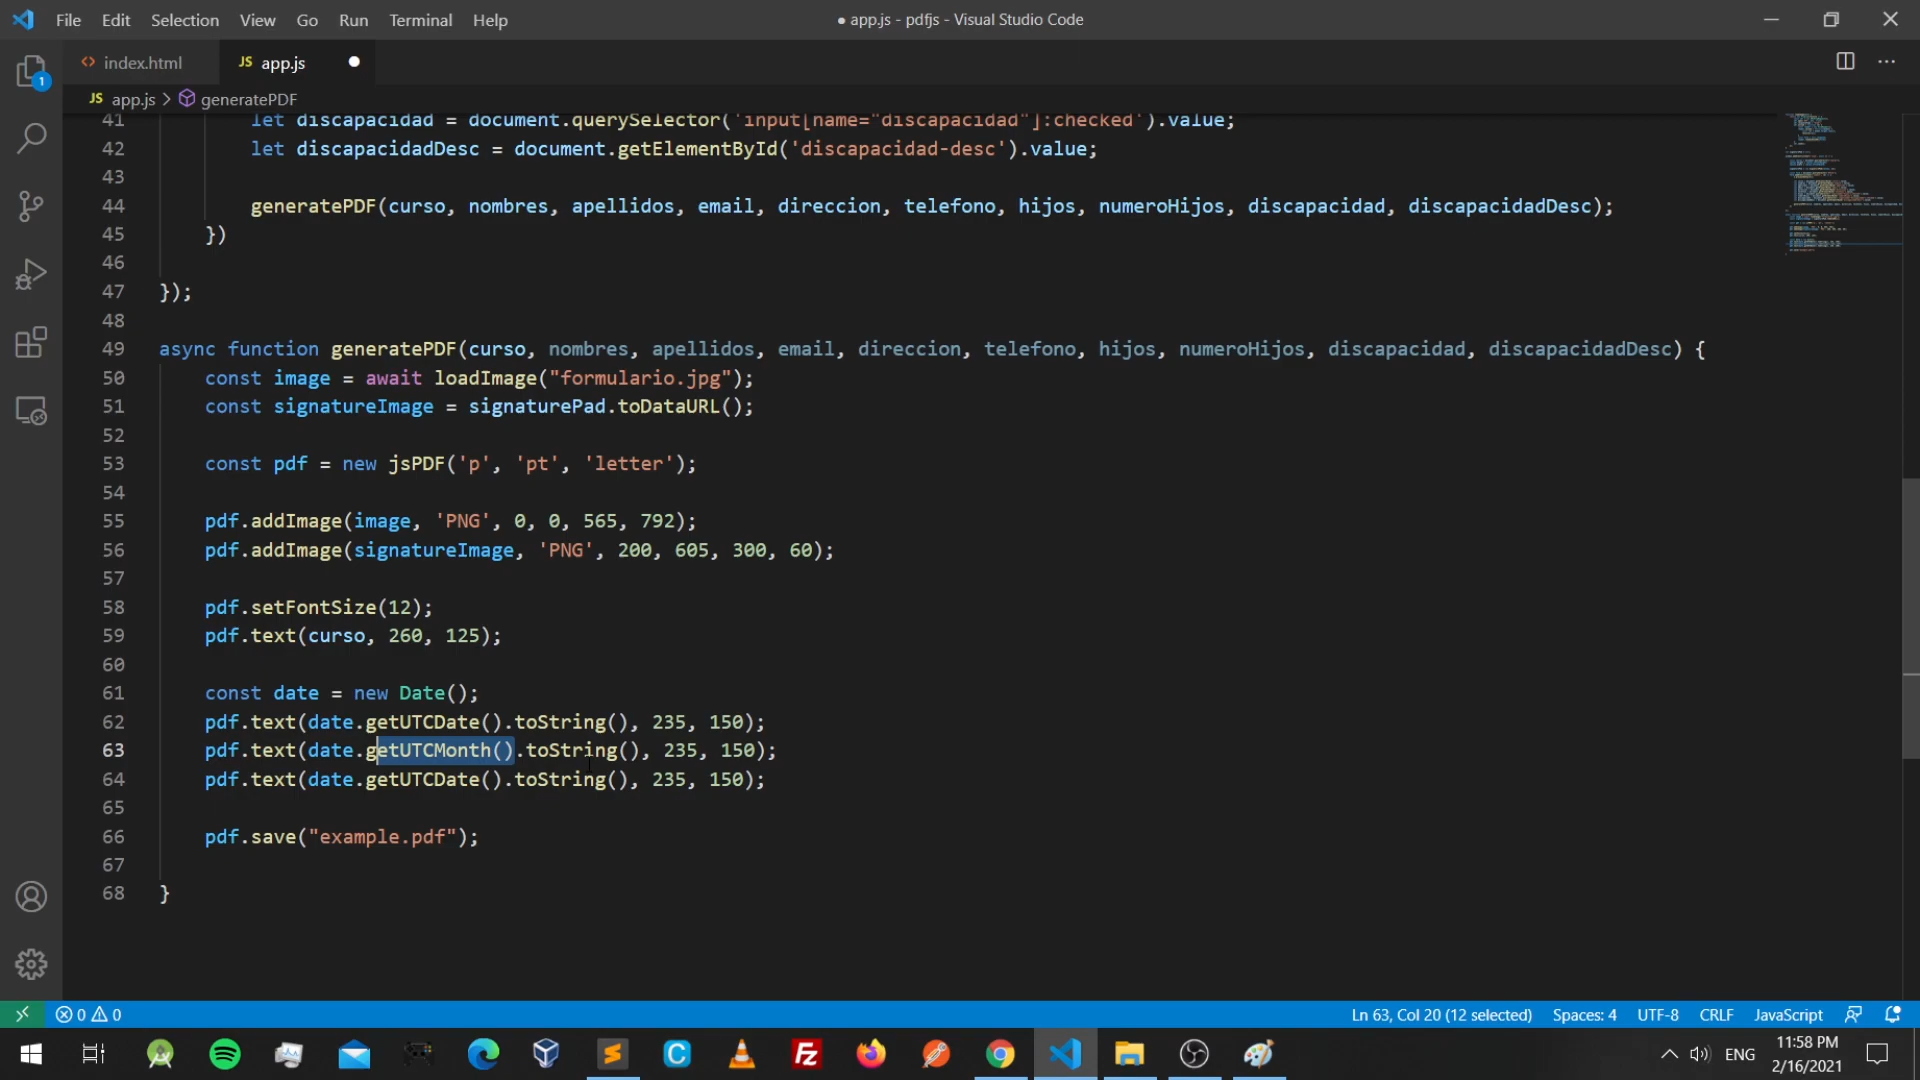 File Edit Selection View Go Run Terminal Help
● app.js - pdfjs - Visual Studio Code
1
<> index.html
JS app.js ●
JS app.js > generatePDF
41 let discapacidad = document.querySelector('input[name="discapacidad"]:checked').value;
42 let discapacidadDesc = document.getElementById('discapacidad-desc').value;
43
44 generatePDF(curso, nombres, apellidos, email, direccion, telefono, hijos, numeroHijos, discapacidad, discapacidadDesc);
45 })
46
47 });
48
49 async function generatePDF(curso, nombres, apellidos, email, direccion, telefono, hijos, numeroHijos, discapacidad, discapacidadDesc) {
50 const image = await loadImage("formulario.jpg");
51 const signatureImage = signaturePad.toDataURL();
52
53 const pdf = new jsPDF('p', 'pt', 'letter');
54
55 pdf.addImage(image, 'PNG', 0, 0, 565, 792);
56 pdf.addImage(signatureImage, 'PNG', 200, 605, 300, 60);
57
58 pdf.setFontSize(12);
59 pdf.text(curso, 260, 125);
60
61 const date = new Date();
62 pdf.text(date.getUTCDate().toString(), 235, 150);
63 pdf.text(date.getUTCMonth().toString(), 235, 150);
64 pdf.text(date.getUTCDate().toString(), 235, 150);
65
66 pdf.save("example.pdf");
67
68 }
0 0 Ln 63, Col 20 (12 selected) Spaces: 4 UTF-8 CRLF JavaScript
ENG
11:58 PM
2/16/2021